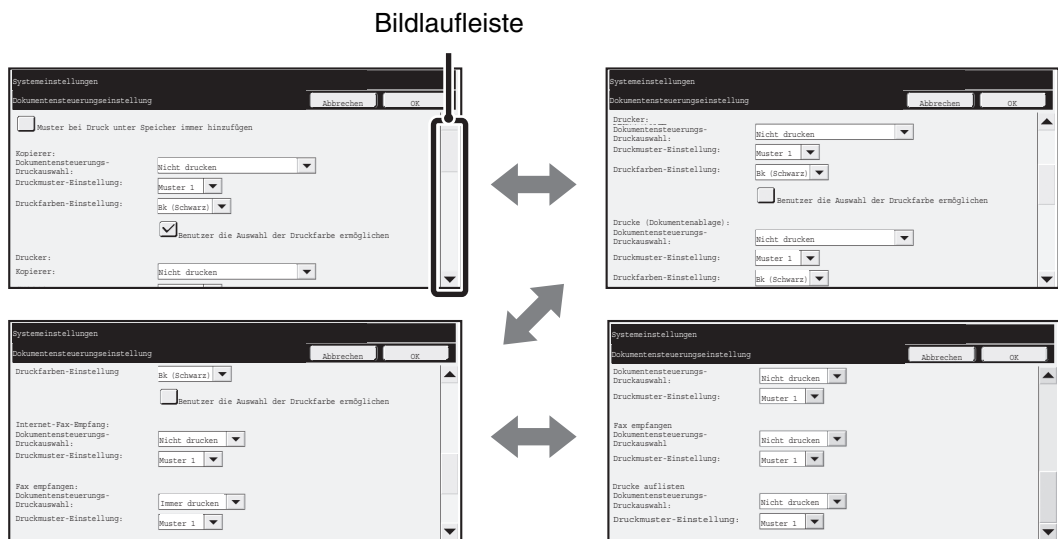 Bildlaufleiste
Systemeinstellungen
Dokumentensteuerungseinstellung
Abbrechen
OK
Muster bei Druck unter Speicher immer hinzufügen
Kopierer:
Dokumentensteuerungs-
Druckauswahl:
Nicht drucken
Druckmuster-Einstellung:
Muster 1
Druckfarben-Einstellung:
Bk (Schwarz)
Benutzer die Auswahl der Druckfarbe ermöglichen
Drucker:
Kopierer:
Nicht drucken
Systemeinstellungen
Dokumentensteuerungseinstellung
Abbrechen
OK
Drucker:
Dokumentensteuerungs-
Druckauswahl:
Nicht drucken
Druckmuster-Einstellung:
Muster 1
Druckfarben-Einstellung:
Bk (Schwarz)
Benutzer die Auswahl der Druckfarbe ermöglichen
Drucke (Dokumentenablage):
Dokumentensteuerungs-
Druckauswahl:
Nicht drucken
Druckmuster-Einstellung:
Muster 1
Druckfarben-Einstellung:
Bk (Schwarz)
Systemeinstellungen
Dokumentensteuerungseinstellung
Abbrechen
OK
Druckfarben-Einstellung
Bk (Schwarz)
Benutzer die Auswahl der Druckfarbe ermöglichen
Internet-Fax-Empfang:
Dokumentensteuerungs-
Druckauswahl:
Nicht drucken
Druckmuster-Einstellung:
Muster 1
Fax empfangen:
Dokumentensteuerungs-
Druckauswahl:
Immer drucken
Druckmuster-Einstellung:
Muster 1
Systemeinstellungen
Dokumentensteuerungseinstellung
Abbrechen
OK
Dokumentensteuerungs-
Druckauswahl:
Nicht drucken
Druckmuster-Einstellung:
Muster 1
Fax empfangen
Dokumentensteuerungs-
Druckauswahl
Nicht drucken
Druckmuster-Einstellung:
Muster 1
Drucke auflisten
Dokumentensteuerungs-
Druckauswahl:
Nicht drucken
Druckmuster-Einstellung:
Muster 1